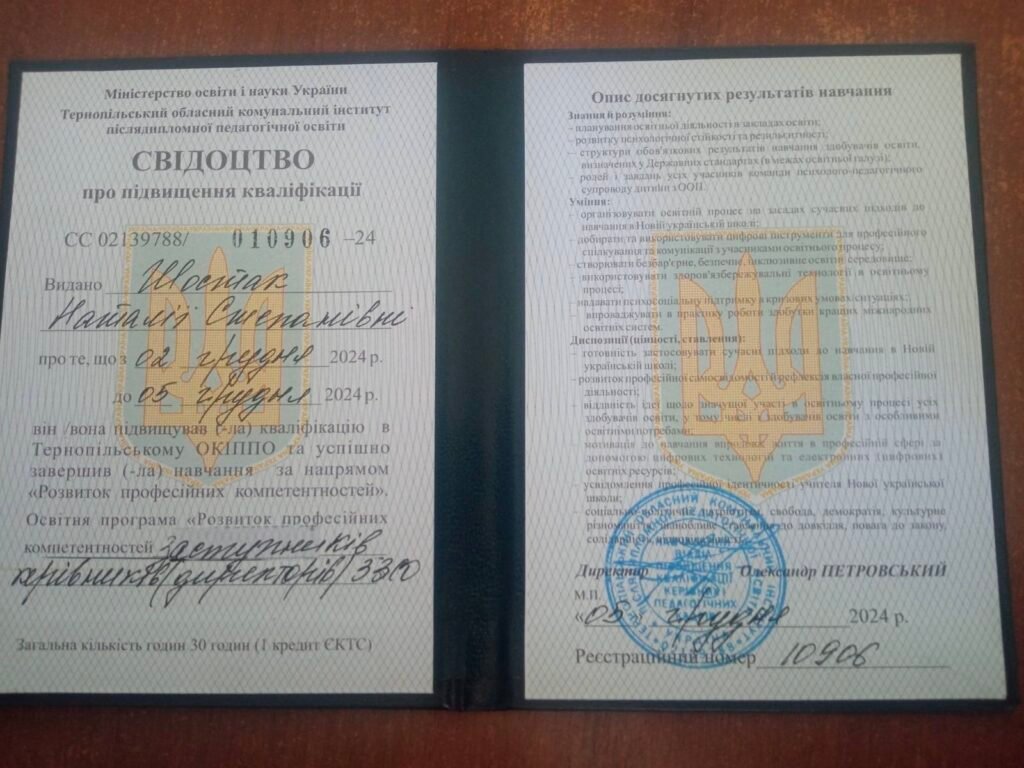 Міністерство освіти і науки України
Тернопільський обласний комунальний інститут
післядипломної педагогічної освіти
СВІДОЦТВО
про підвищення кваліфікації
СС 02139788/ 010906 –24
Видано Шостак
Наталії Степанівні
про те, що з 02 грудня 2024 р.
до 05 грудня 2024 р.
він /вона підвищував (-ла) кваліфікацію в
Тернопільському ОКІППО та успішно
завершив (-ла) навчання за напрямом
«Розвиток професійних компетентностей».
Освітня програма «Розвиток професійних
компетентностей заступників
керівників/директорів/ЗЗСО
Загальна кількість годин 30 годин (1 кредит ЄКТС)
Опис досягнутих результатів навчання
Знання й розуміння:
- планування освітньої діяльності в закладах освіти;
- розвитку психологічної стійкості та резильєнтності;
– структури обов'язкових результатів навчання здобувачів освіти,
визначених у Державних стандартах (в межах освітньої галузі);
– ролей і завдань усіх учасників команди психолого-педагогічного
супроводу дитини з ООП.
Уміння:
– організовувати освітній процес на засадах сучасних підходів до
навчання в Новій українській школі;
– добирати та використовувати цифрові інструменти для професійного
спілкування та комунікації з учасниками освітнього процесу;
– створювати безбар'єрне, безпечне, інклюзивне освітнє середовище;
– використовувати здоров'язбережувальні технології в освітньому
процесі;
– надавати психосоціальну підтримку в кризових умовах/ситуаціях;
– впроваджувати в практику роботи здобутки кращих міжнародних
освітніх систем.
Диспозиції (цінності, ставлення):
– готовність застосовувати сучасні підходи до навчання в Новій
українській школі;
– розвиток професійної самосвідомості й рефлексія власної професійної
діяльності;
– відданість ідеї щодо значущої участі в освітньому процесі усіх
здобувачів освіти, у тому числі і здобувачів освіти з особливими
освітніми потребами;
– мотивація до навчання впродовж життя в професійній сфері за
допомогою цифрових технологій та електронних (цифрових)
освітніх ресурсів;
– усвідомлення професійної ідентичності учителя Нової української
школи;
– свобода, демократія, культурне
ставлення до довкілля, повага до закону,
Директор Олександр ПЕТРОВСЬКИЙ
М.П.
«05» грудня 2024 р.
Реєстраційний номер 10906